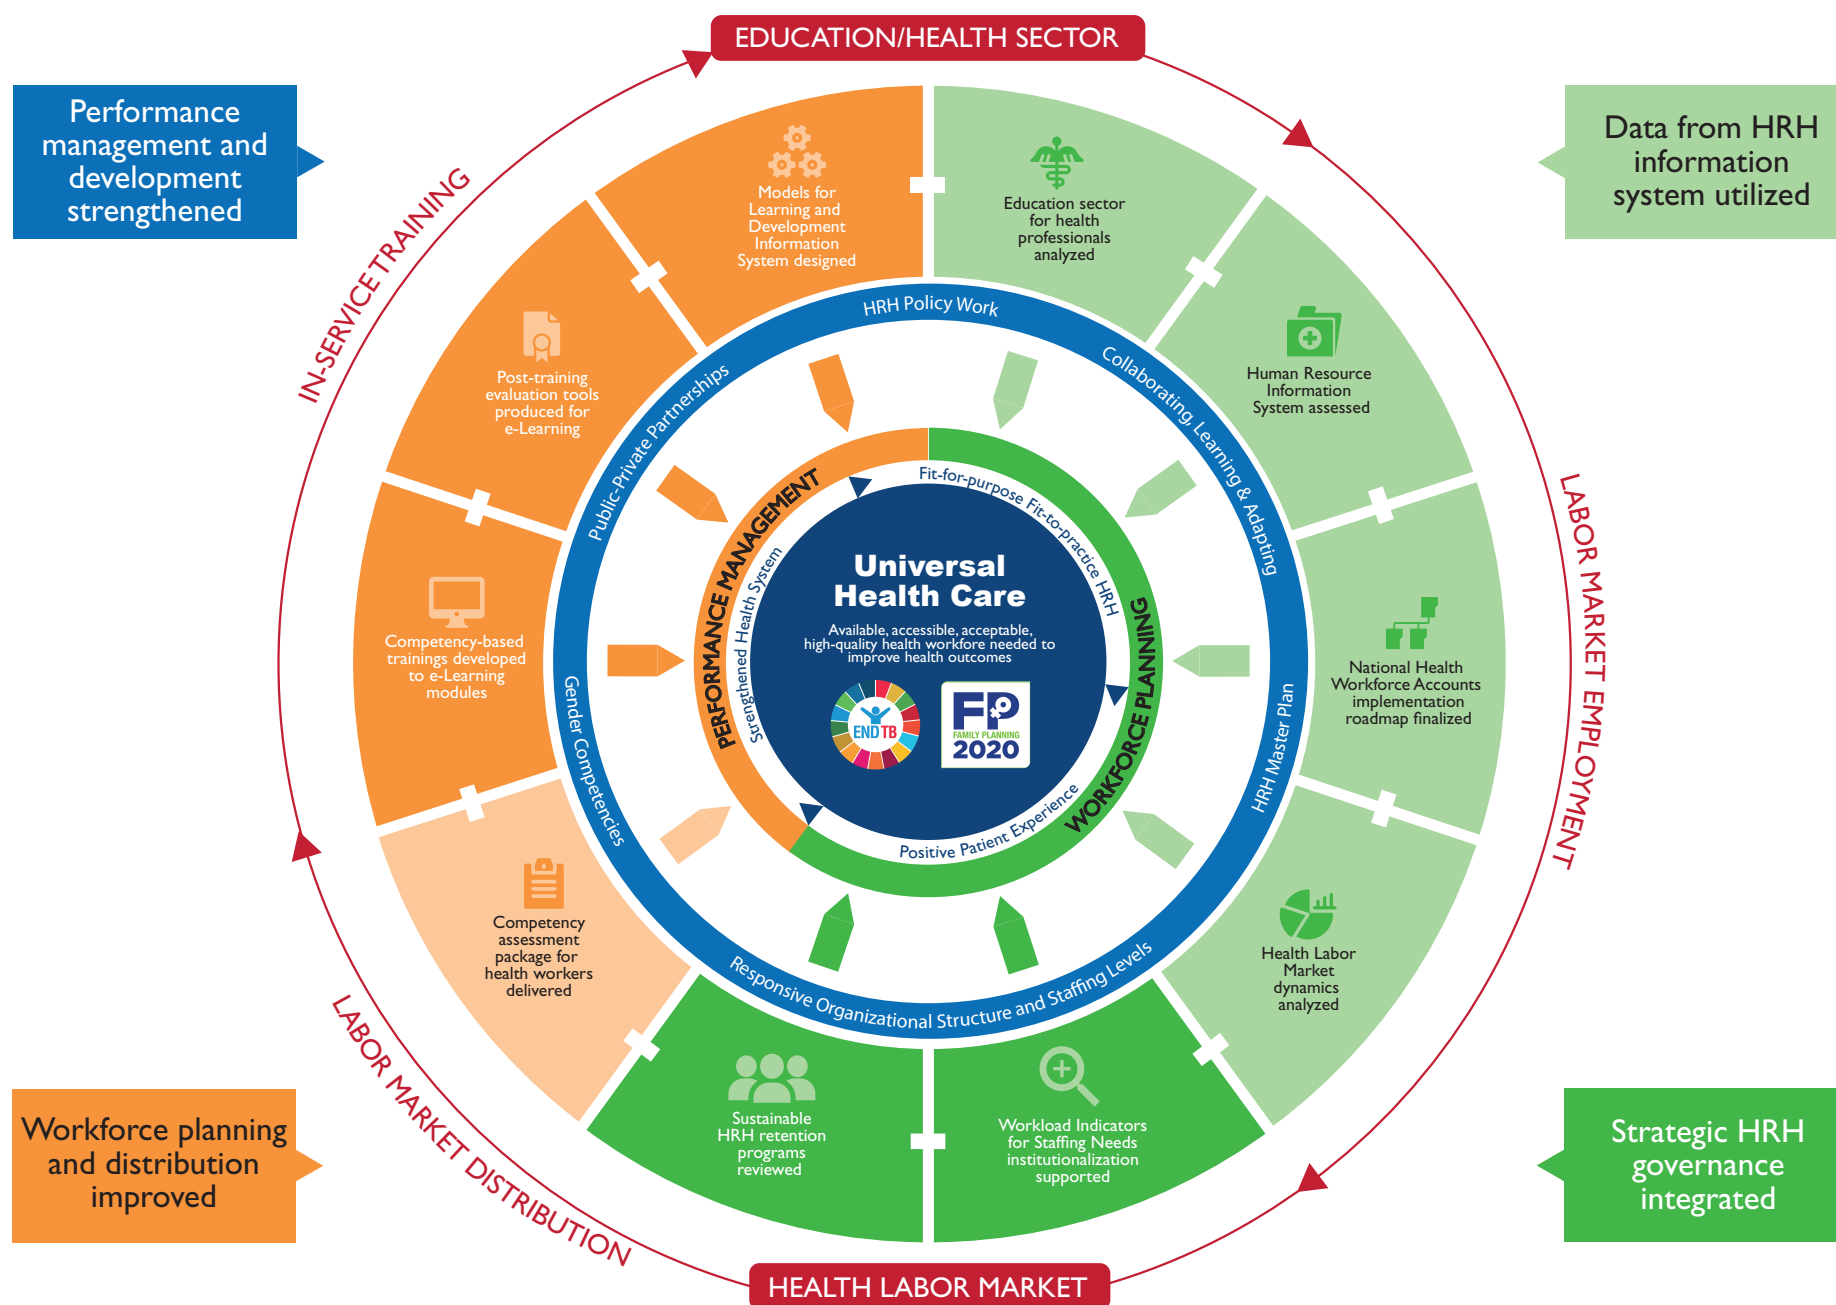 EDUCATION/HEALTH SECTOR
Performance
management and
development
strengthened
Data from HRH
information
system utilized
IN-SERVICE TRAINING
LABOR MARKET EMPLOYMENT
LABOR MARKET DISTRIBUTION
Models for
Learning and
Development
Information
System designed
Education sector
for health
professionals
analyzed
Human Resource
Information
System assessed
National Health
Workforce Accounts
implementation
roadmap finalized
Health Labor
Market
dynamics
analyzed
Workload Indicators
for Staffing Needs
institutionalization
supported
Sustainable
HRH retention
programs
reviewed
Competency
assessment
package for
health workers
delivered
Competency-based
trainings developed
to e-Learning
modules
Post-training
evaluation tools
produced for
e-Learning
HRH Policy Work
Collaborating, Learning & Adapting
HRH Master Plan
Responsive Organizational Structure and Staffing Levels
Gender Competencies
Public-Private Partnerships
PERFORMANCE MANAGEMENT
WORKFORCE PLANNING
Fit-for-purpose Fit-to-practice HRH
Positive Patient Experience
Strengthened Health System
Universal
Health Care
Available, accessible, acceptable,
high-quality health workfore needed to
improve health outcomes
END TB
FP
FAMILY PLANNING
2020
Workforce planning
and distribution
improved
Strategic HRH
governance
integrated
HEALTH LABOR MARKET